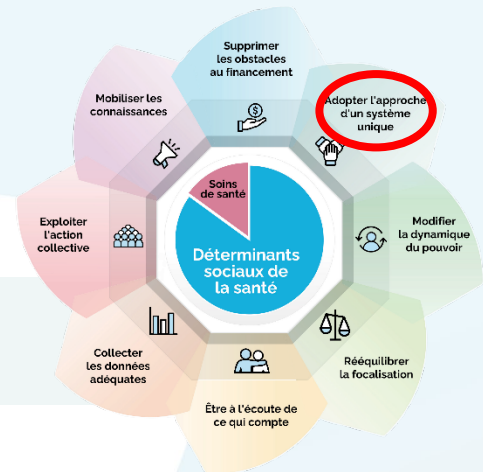 Supprimer
les obstacles
au financement
Adopter l'approche
d'un système
unique
Modifier
la dynamique
du pouvoir
Rééquilibrer
la focalisation
Être à l'écoute de
ce qui compte
Collecter
les données
adéquates
Exploiter
l'action
collective
Mobiliser les
connaissances
$
Soins
de santé
Déterminants
sociaux de
la santé